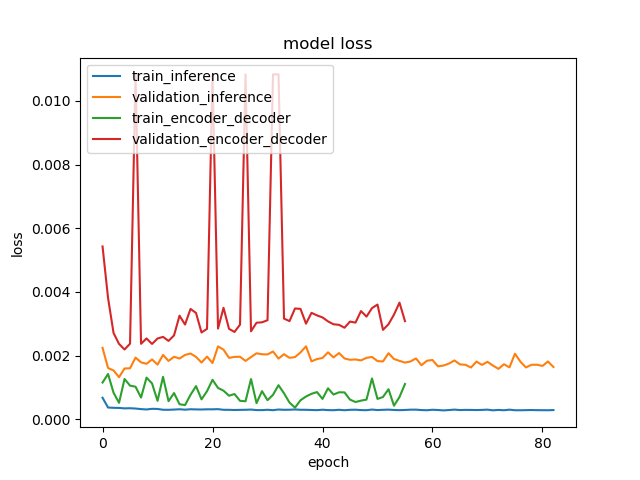 model loss
train_inference
validation_inference
train_encoder_decoder
validation_encoder_decoder
loss
0.010
0.008
0.006
0.004
0.002
0.000
0 20 40 60 80
epoch